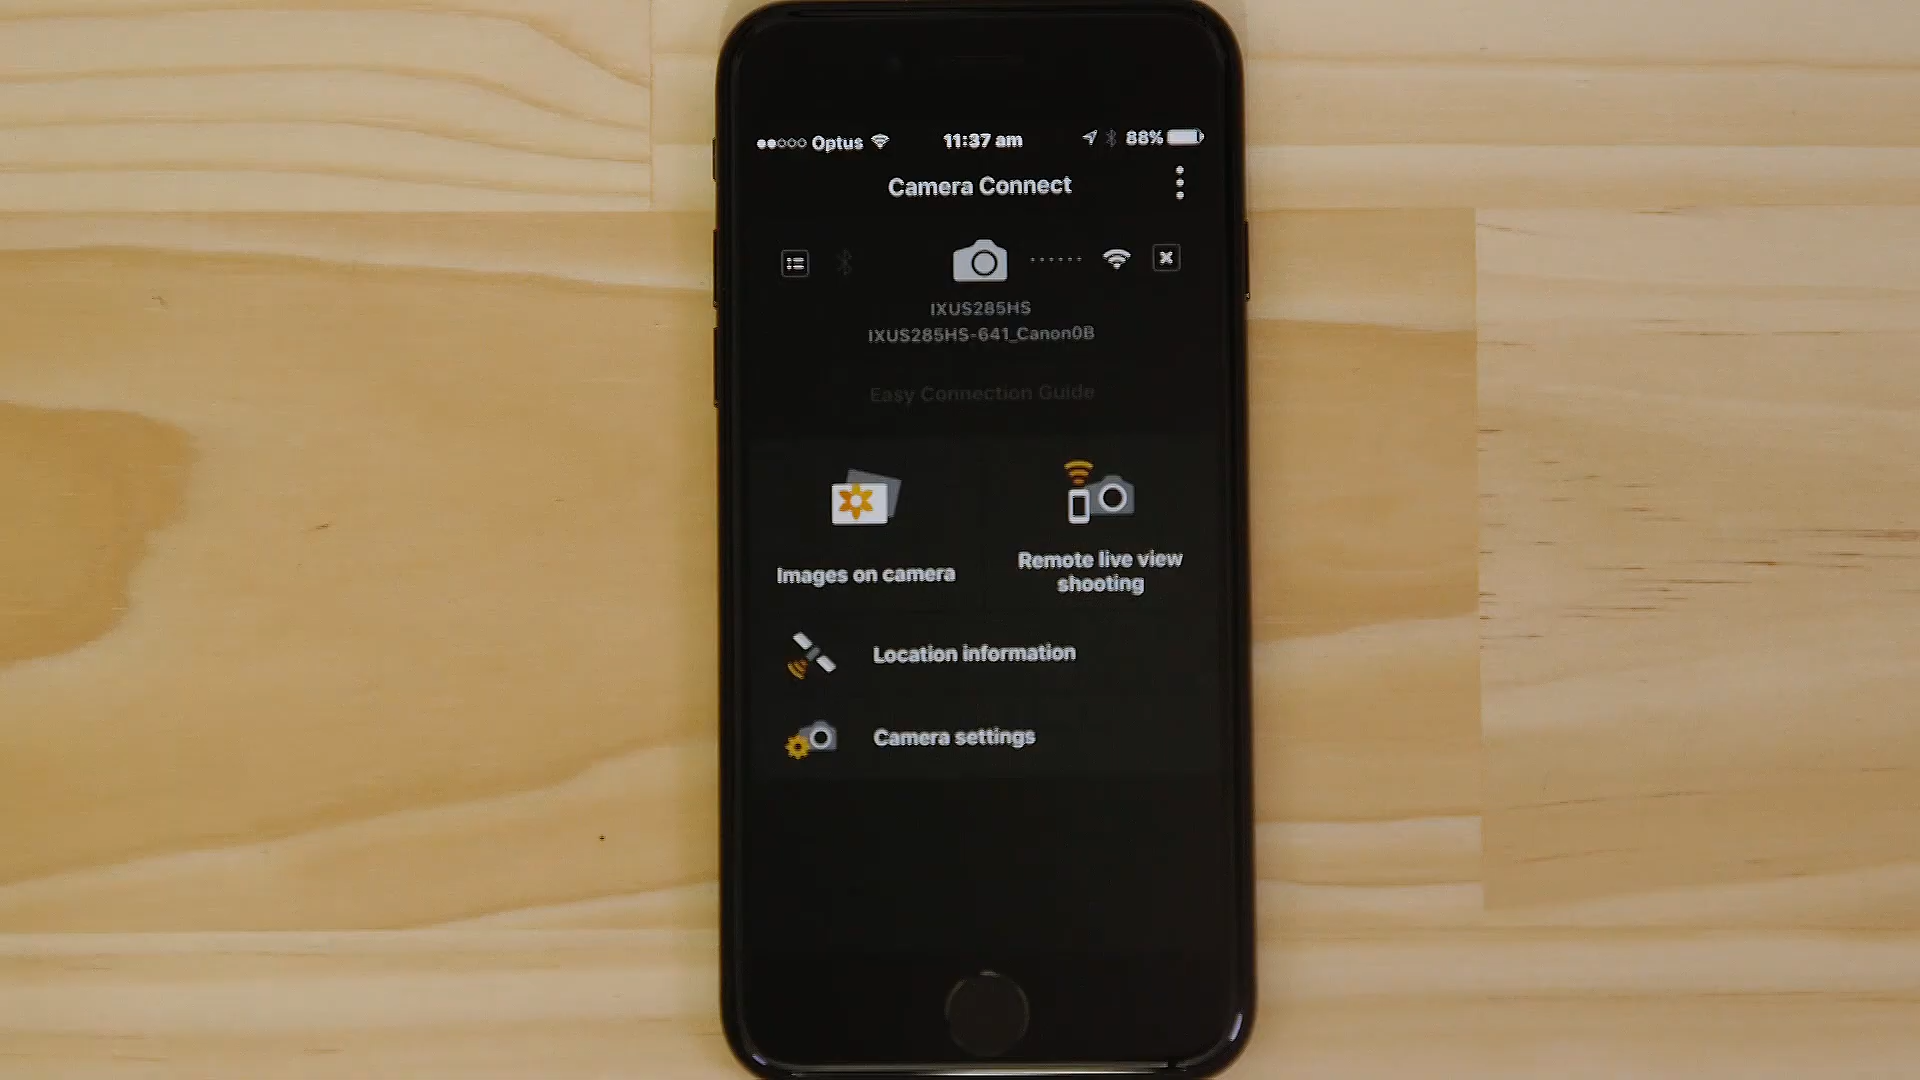 Optus 11:37 am 88%
Camera Connect
IXUS285HS
IXUS285HS-641_Canon0B
Easy Connection Guide
Images on camera
Remote live view
shooting
Location information
Camera settings